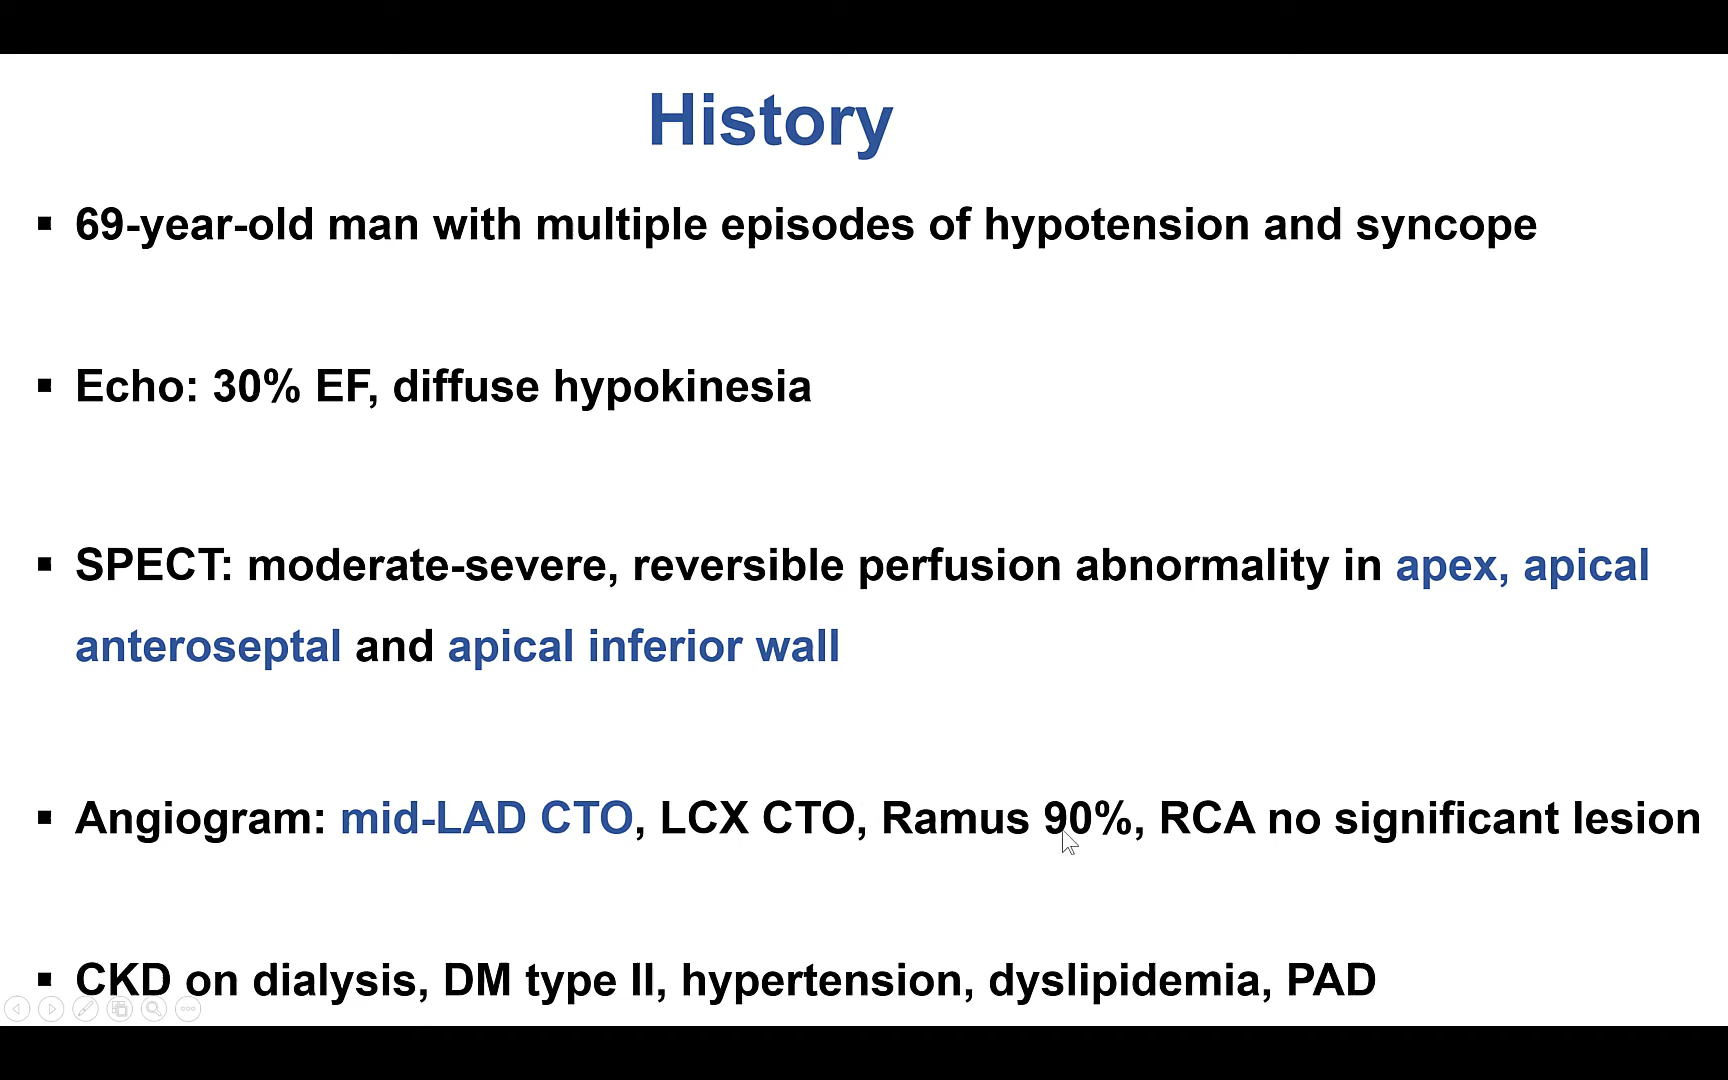 History
▪ 69-year-old man with multiple episodes of hypotension and syncope
▪ Echo: 30% EF, diffuse hypokinesia
▪ SPECT: moderate-severe, reversible perfusion abnormality in apex, apical
anteroseptal and apical inferior wall
▪ Angiogram: mid-LAD CTO, LCX CTO, Ramus 90%, RCA no significant lesion
▪ CKD on dialysis, DM type II, hypertension, dyslipidemia, PAD